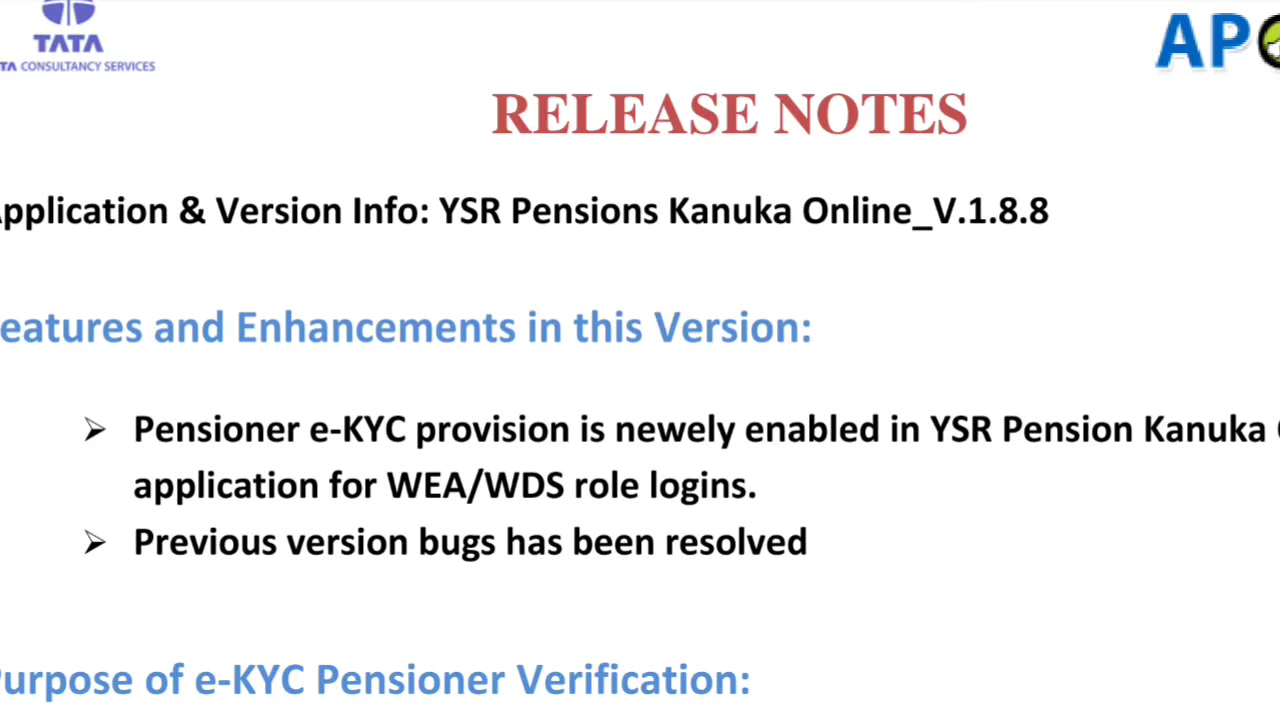 TATA
TA CONSULTANCY SERVICES
AP
RELEASE NOTES
pplication & Version Info: YSR Pensions Kanuka Online_V.1.8.8
eatures and Enhancements in this Version:
➢ Pensioner e-KYC provision is newly enabled in YSR Pension Kanuka
application for WEA/WDS role logins.
➢ Previous version bugs has been resolved
Purpose of e-KYC Pensioner Verification: